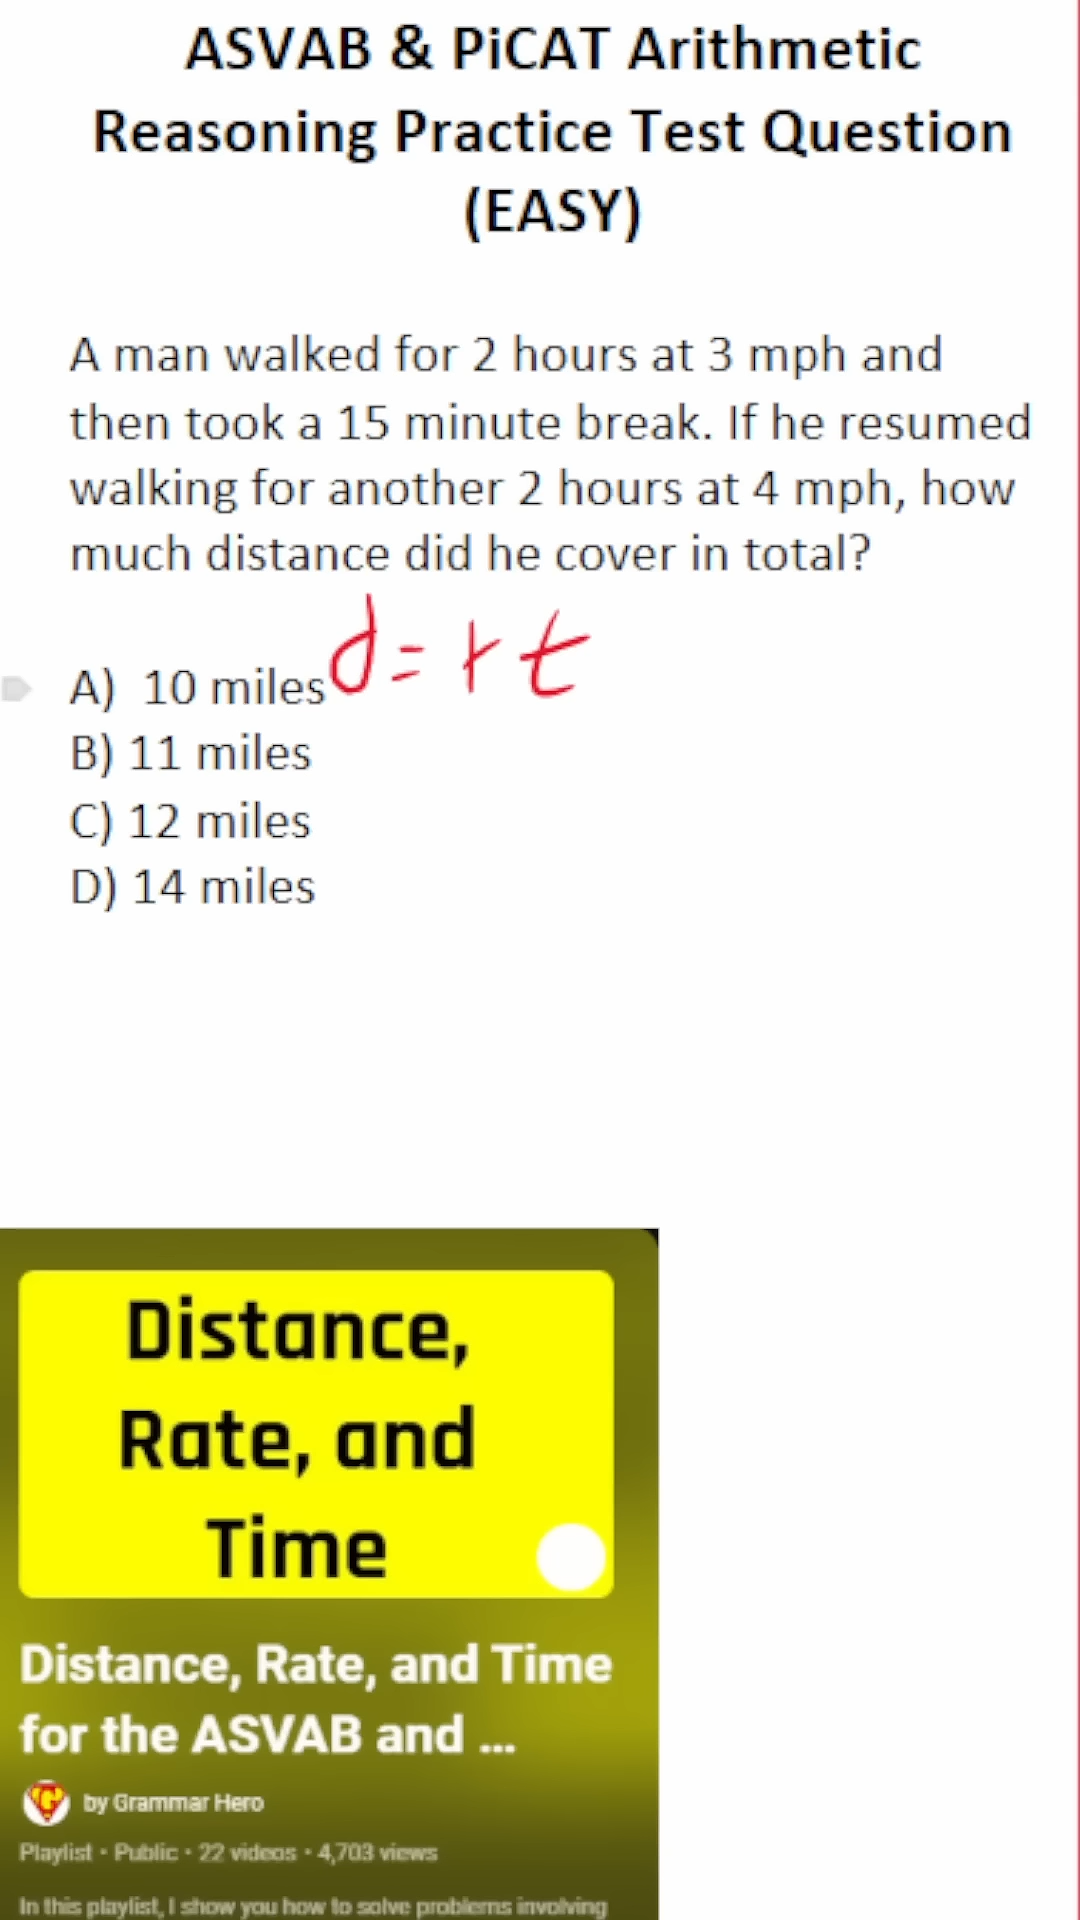 ASVAB & PiCAT Arithmetic
Reasoning Practice Test Question
(EASY)
A man walked for 2 hours at 3 mph and
then took a 15 minute break. If he resumed
walking for another 2 hours at 4 mph, how
much distance did he cover in total?
d = r t
A) 10 miles
B) 11 miles
C) 12 miles
D) 14 miles
Distance,
Rate, and
Time
Distance, Rate, and Time
for the ASVAB and ...
by Grammar Hero
Playlist • Public • 22 videos • 4,703 views
In this playlist, I show you how to solve problems involving